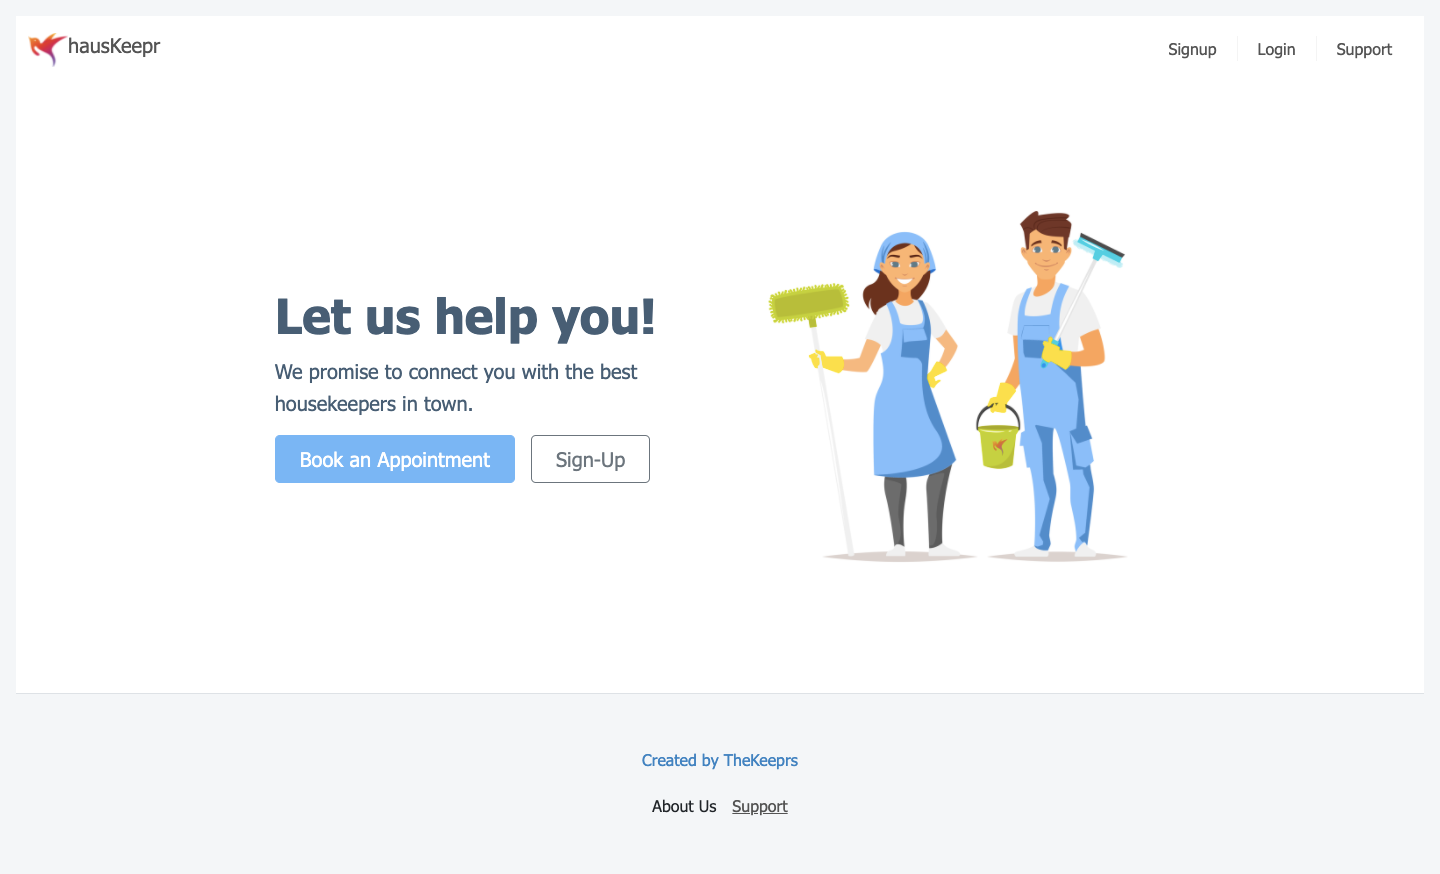 hausKeepr
Signup
Login
Support
Let us help you!
We promise to connect you with the best
housekeepers in town.
Book an Appointment
Sign-Up
Created by TheKeeprs
About Us
Support